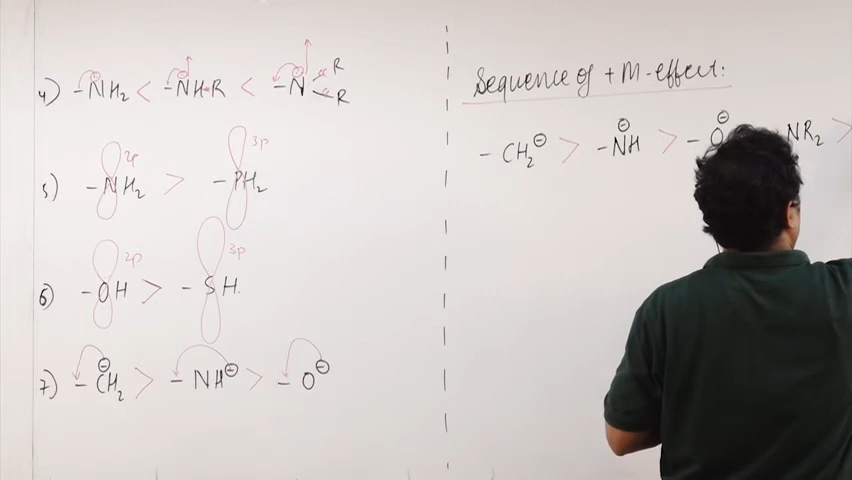 4) -NH₂ < -NH-R < -N R R
5) -NH₂ 2p > -PH₂ 3p
6) -OH 2p > -SH 3p
7) -CH₂⊖ > -NH⊖ > -O⊖
Sequence of +M-effect:
-CH₂⊖ > -NH⊖ > -O⊖ NR₂ >